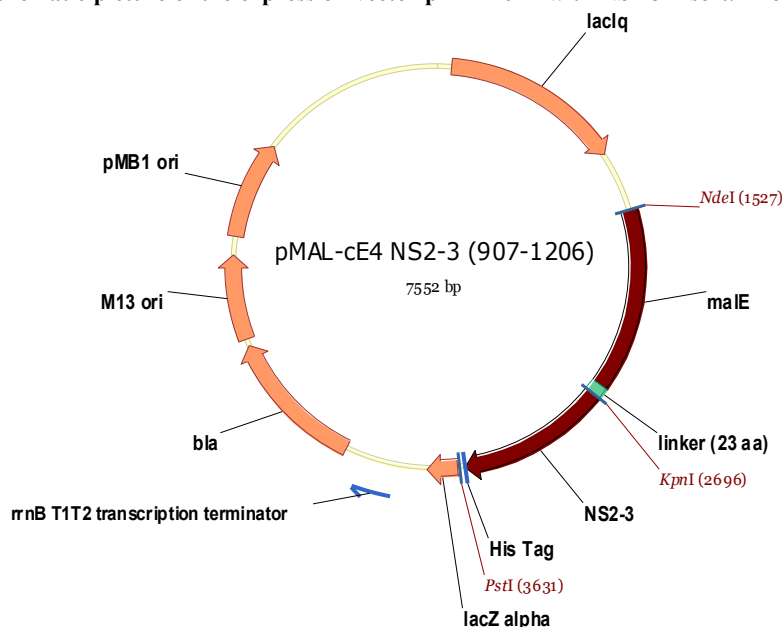 lacIq
pMB1 ori
NdeI (1527)
pMAL-cE4 NS2-3 (907-1206)
7552 bp
M13 ori
malE
bla
linker (23 aa)
KpnI (2696)
rrnB T1T2 transcription terminator
NS2-3
His Tag
PstI (3631)
lacZ alpha